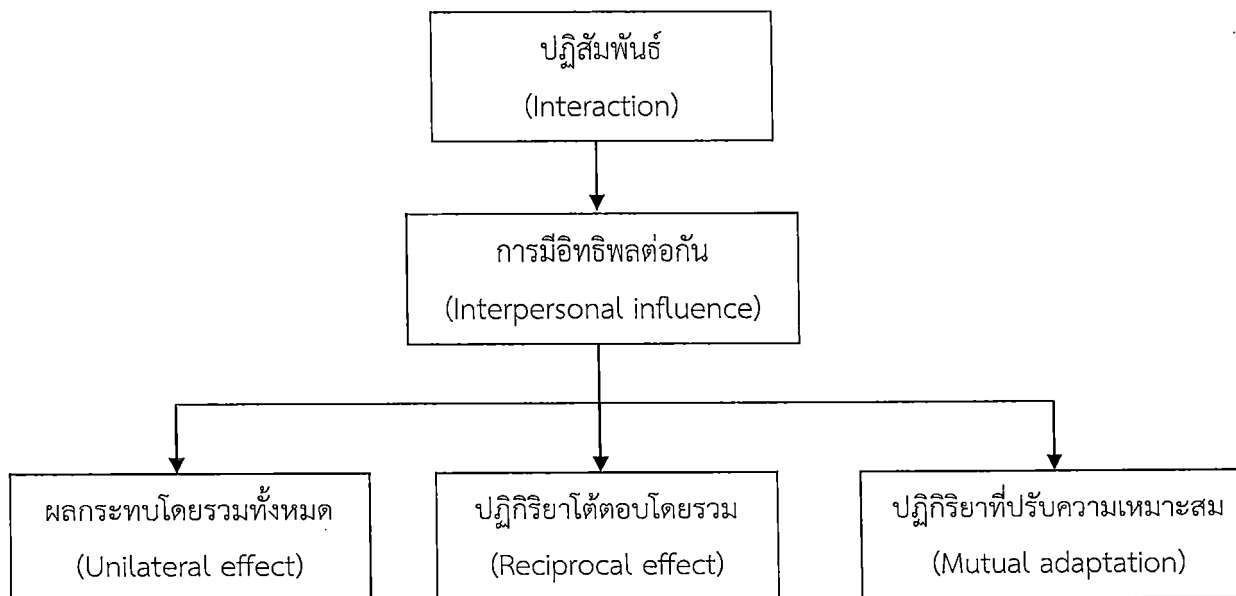 ปฏิสัมพันธ์
(Interaction)
การมีอิทธิพลต่อกัน
(Interpersonal influence)
ผลกระทบโดยรวมทั้งหมด
(Unilateral effect)
ปฏิกิริยาโต้ตอบโดยรวม
(Reciprocal effect)
ปฏิกิริยาที่ปรับความเหมาะสม
(Mutual adaptation)